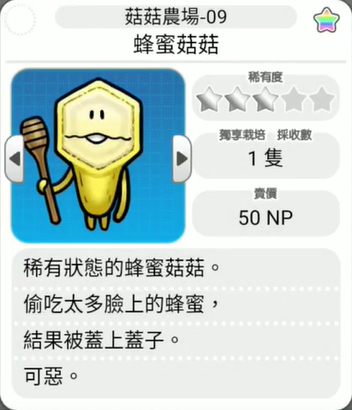 菇菇農場-09
蜂蜜菇菇
稀有度
獨享栽培 採收數
1 隻
賣價
50 NP
稀有狀態的蜂蜜菇菇。
偷吃太多臉上的蜂蜜，
結果被蓋上蓋子。
可惡。